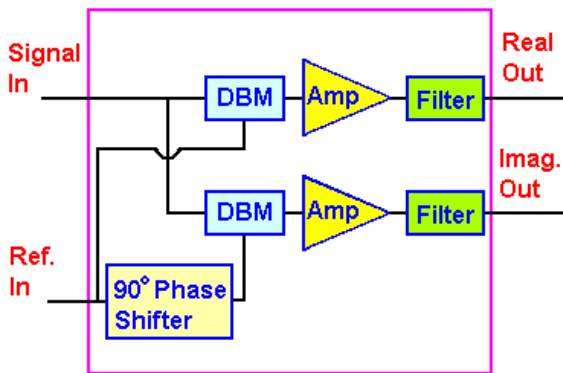 Signal
In
DBM
Amp
Filter
Real
Out
DBM
Amp
Filter
Imag.
Out
Ref.
In
90° Phase
Shifter